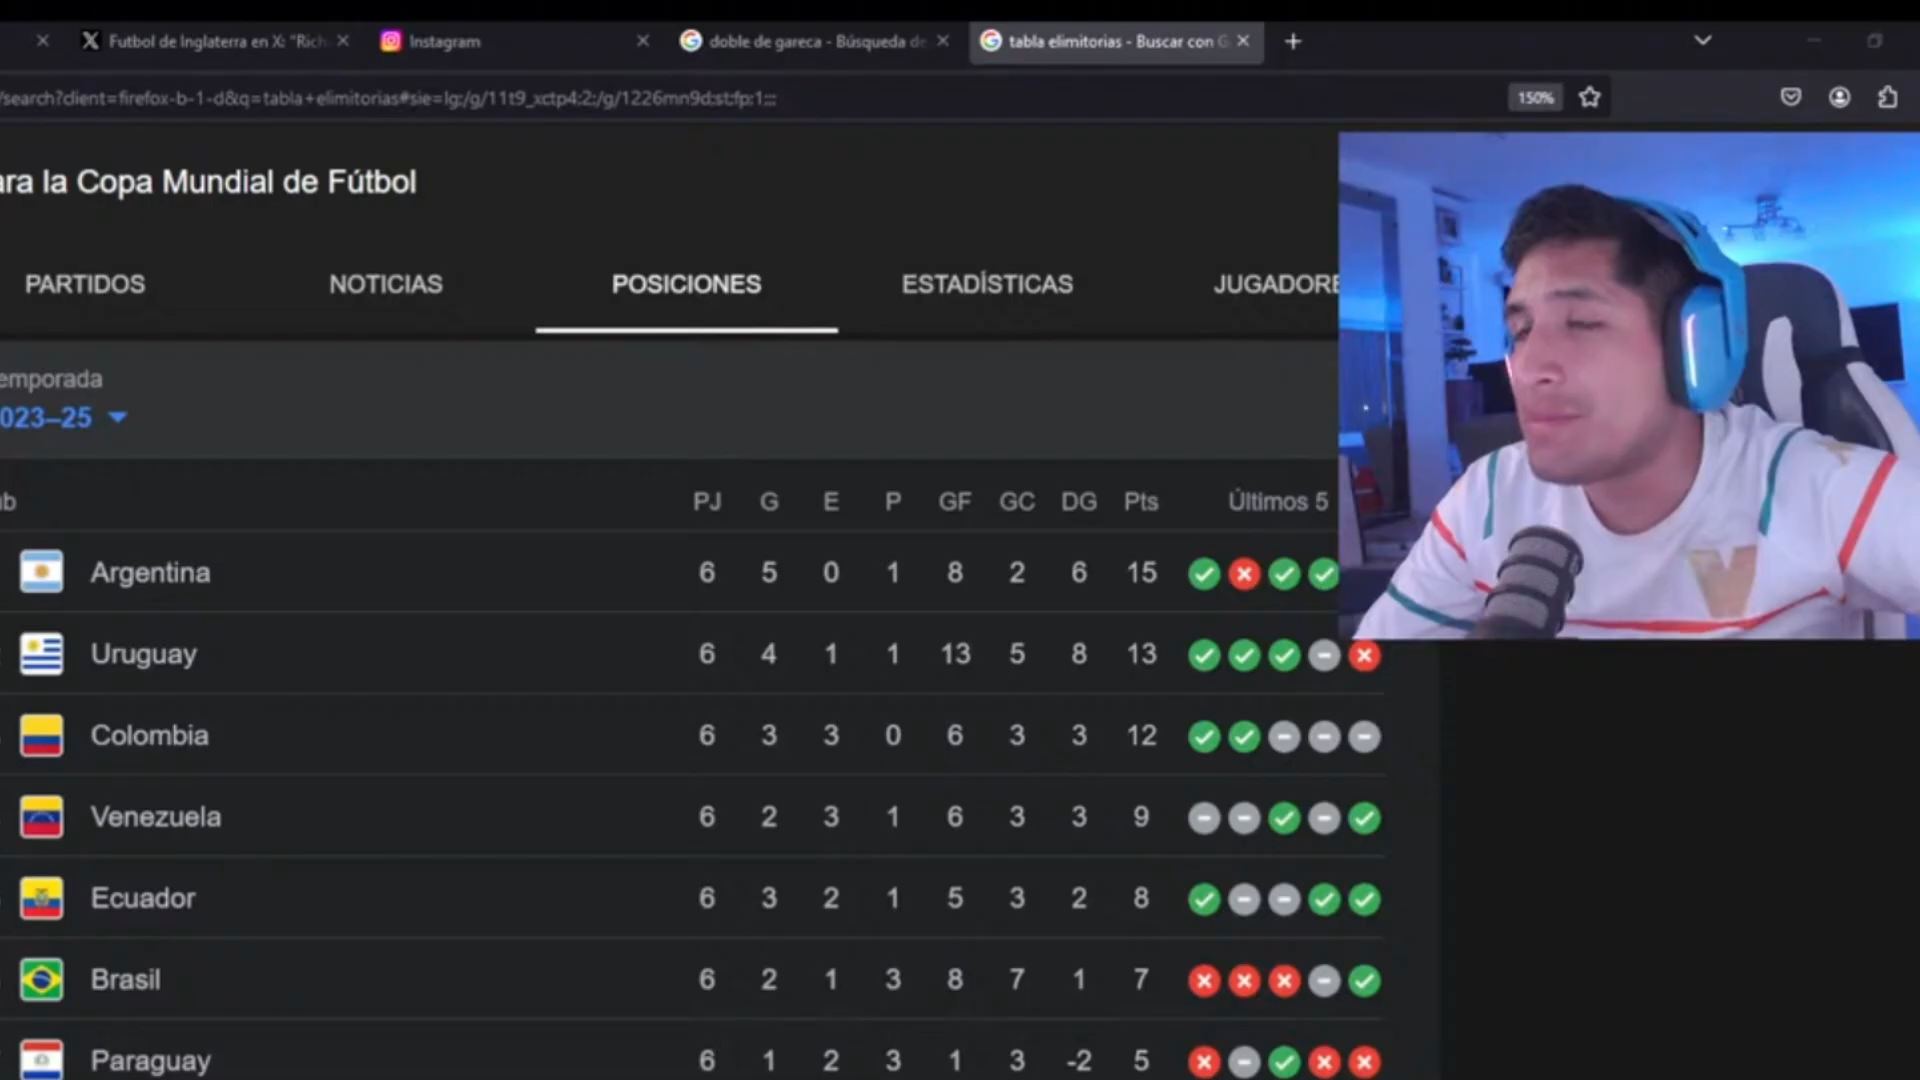 Futbol de Inglaterra en X: "Rich
Instagram
doble de gareca - Búsqueda de
tabla elimitorias - Buscar con G
/search?client=firefox-b-1-d&q=tabla+elimitorias#sie=lg;/g/11t9_xctp4;2;/g/1226mn9d;st;fp;1;;;
150%
ara la Copa Mundial de Fútbol
PARTIDOS NOTICIAS POSICIONES ESTADÍSTICAS JUGADORE
emporada
023–25
ub PJ G E P GF GC DG Pts Últimos 5
Argentina 6 5 0 1 8 2 6 15
Uruguay 6 4 1 1 13 5 8 13
Colombia 6 3 3 0 6 3 3 12
Venezuela 6 2 3 1 6 3 3 9
Ecuador 6 3 2 1 5 3 2 8
Brasil 6 2 1 3 8 7 1 7
Paraguay 6 1 2 3 1 3 -2 5